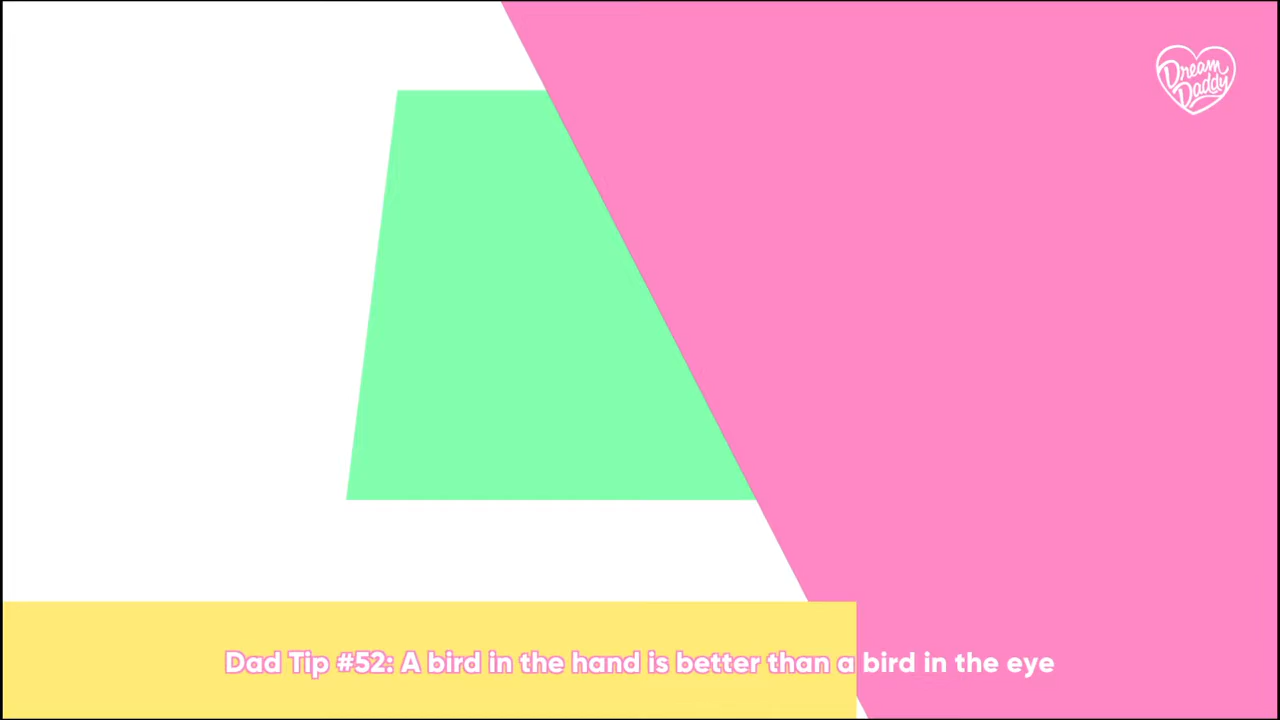 Dream
Daddy
Dad Tip #52: A bird in the hand is better than a bird in the eye